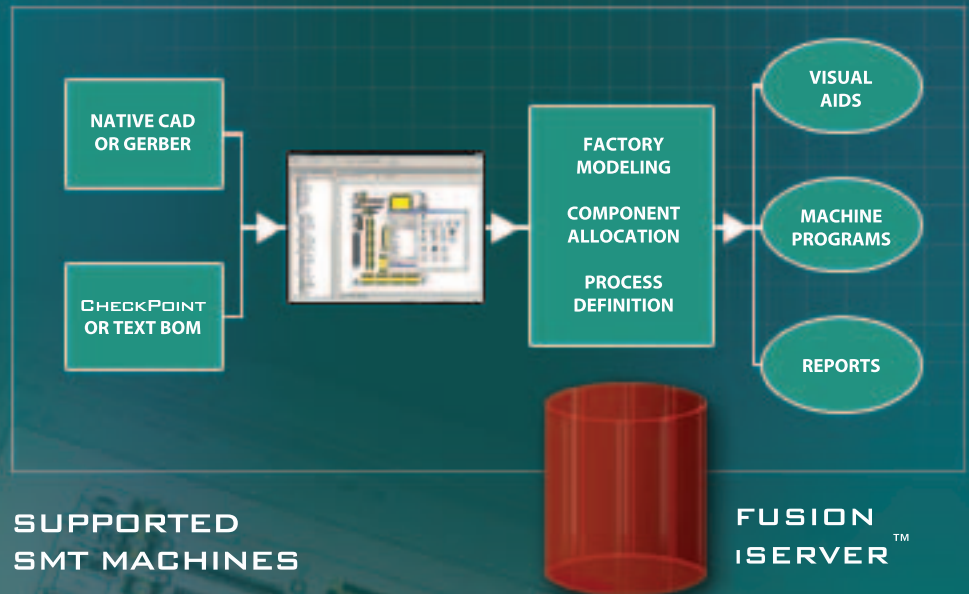 NATIVE CAD
OR GERBER
CHECKPOINT
OR TEXT BOM
FACTORY
MODELING
COMPONENT
ALLOCATION
PROCESS
DEFINITION
VISUAL
AIDS
MACHINE
PROGRAMS
REPORTS
SUPPORTED
SMT MACHINES
FUSION
iSERVER™